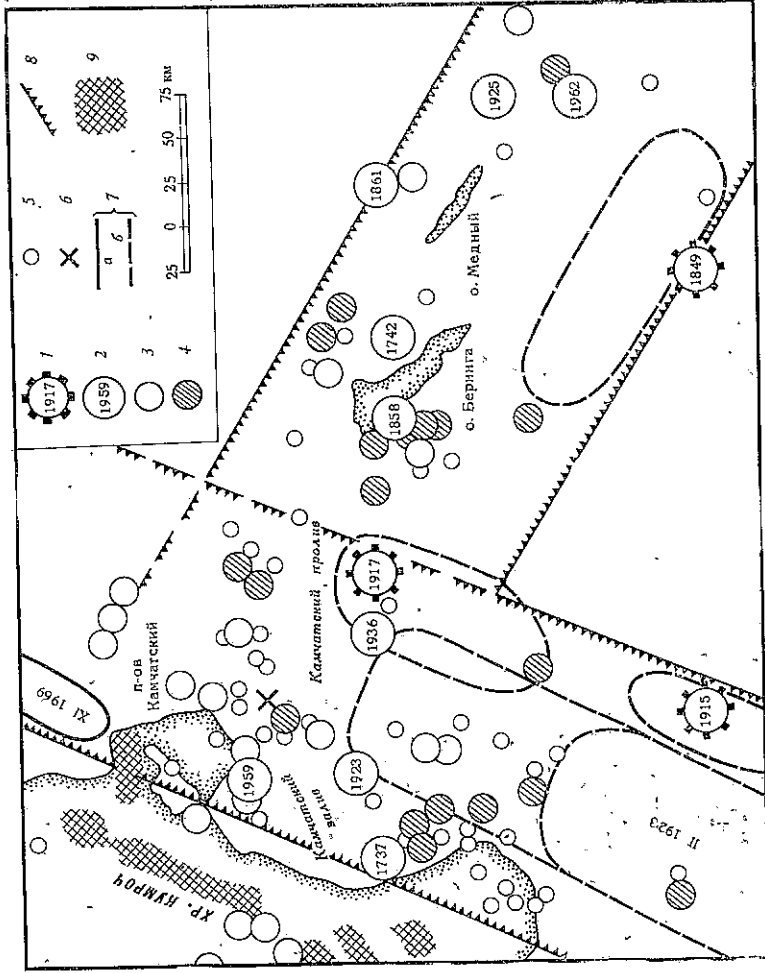 1917
1
1959
2
3
4
5
6
а
б
7
8
9
25 0 25 50 75 км
ХР. КУМРОЧ
XI 1969
п-ов
Камчатский
Камчатский
залив
Камчатский пролив
о. Беринга
о. Медный
1959
1923
1737
1936
1917
1915
II 1923
1858
1742
1861
1925
1962
1849